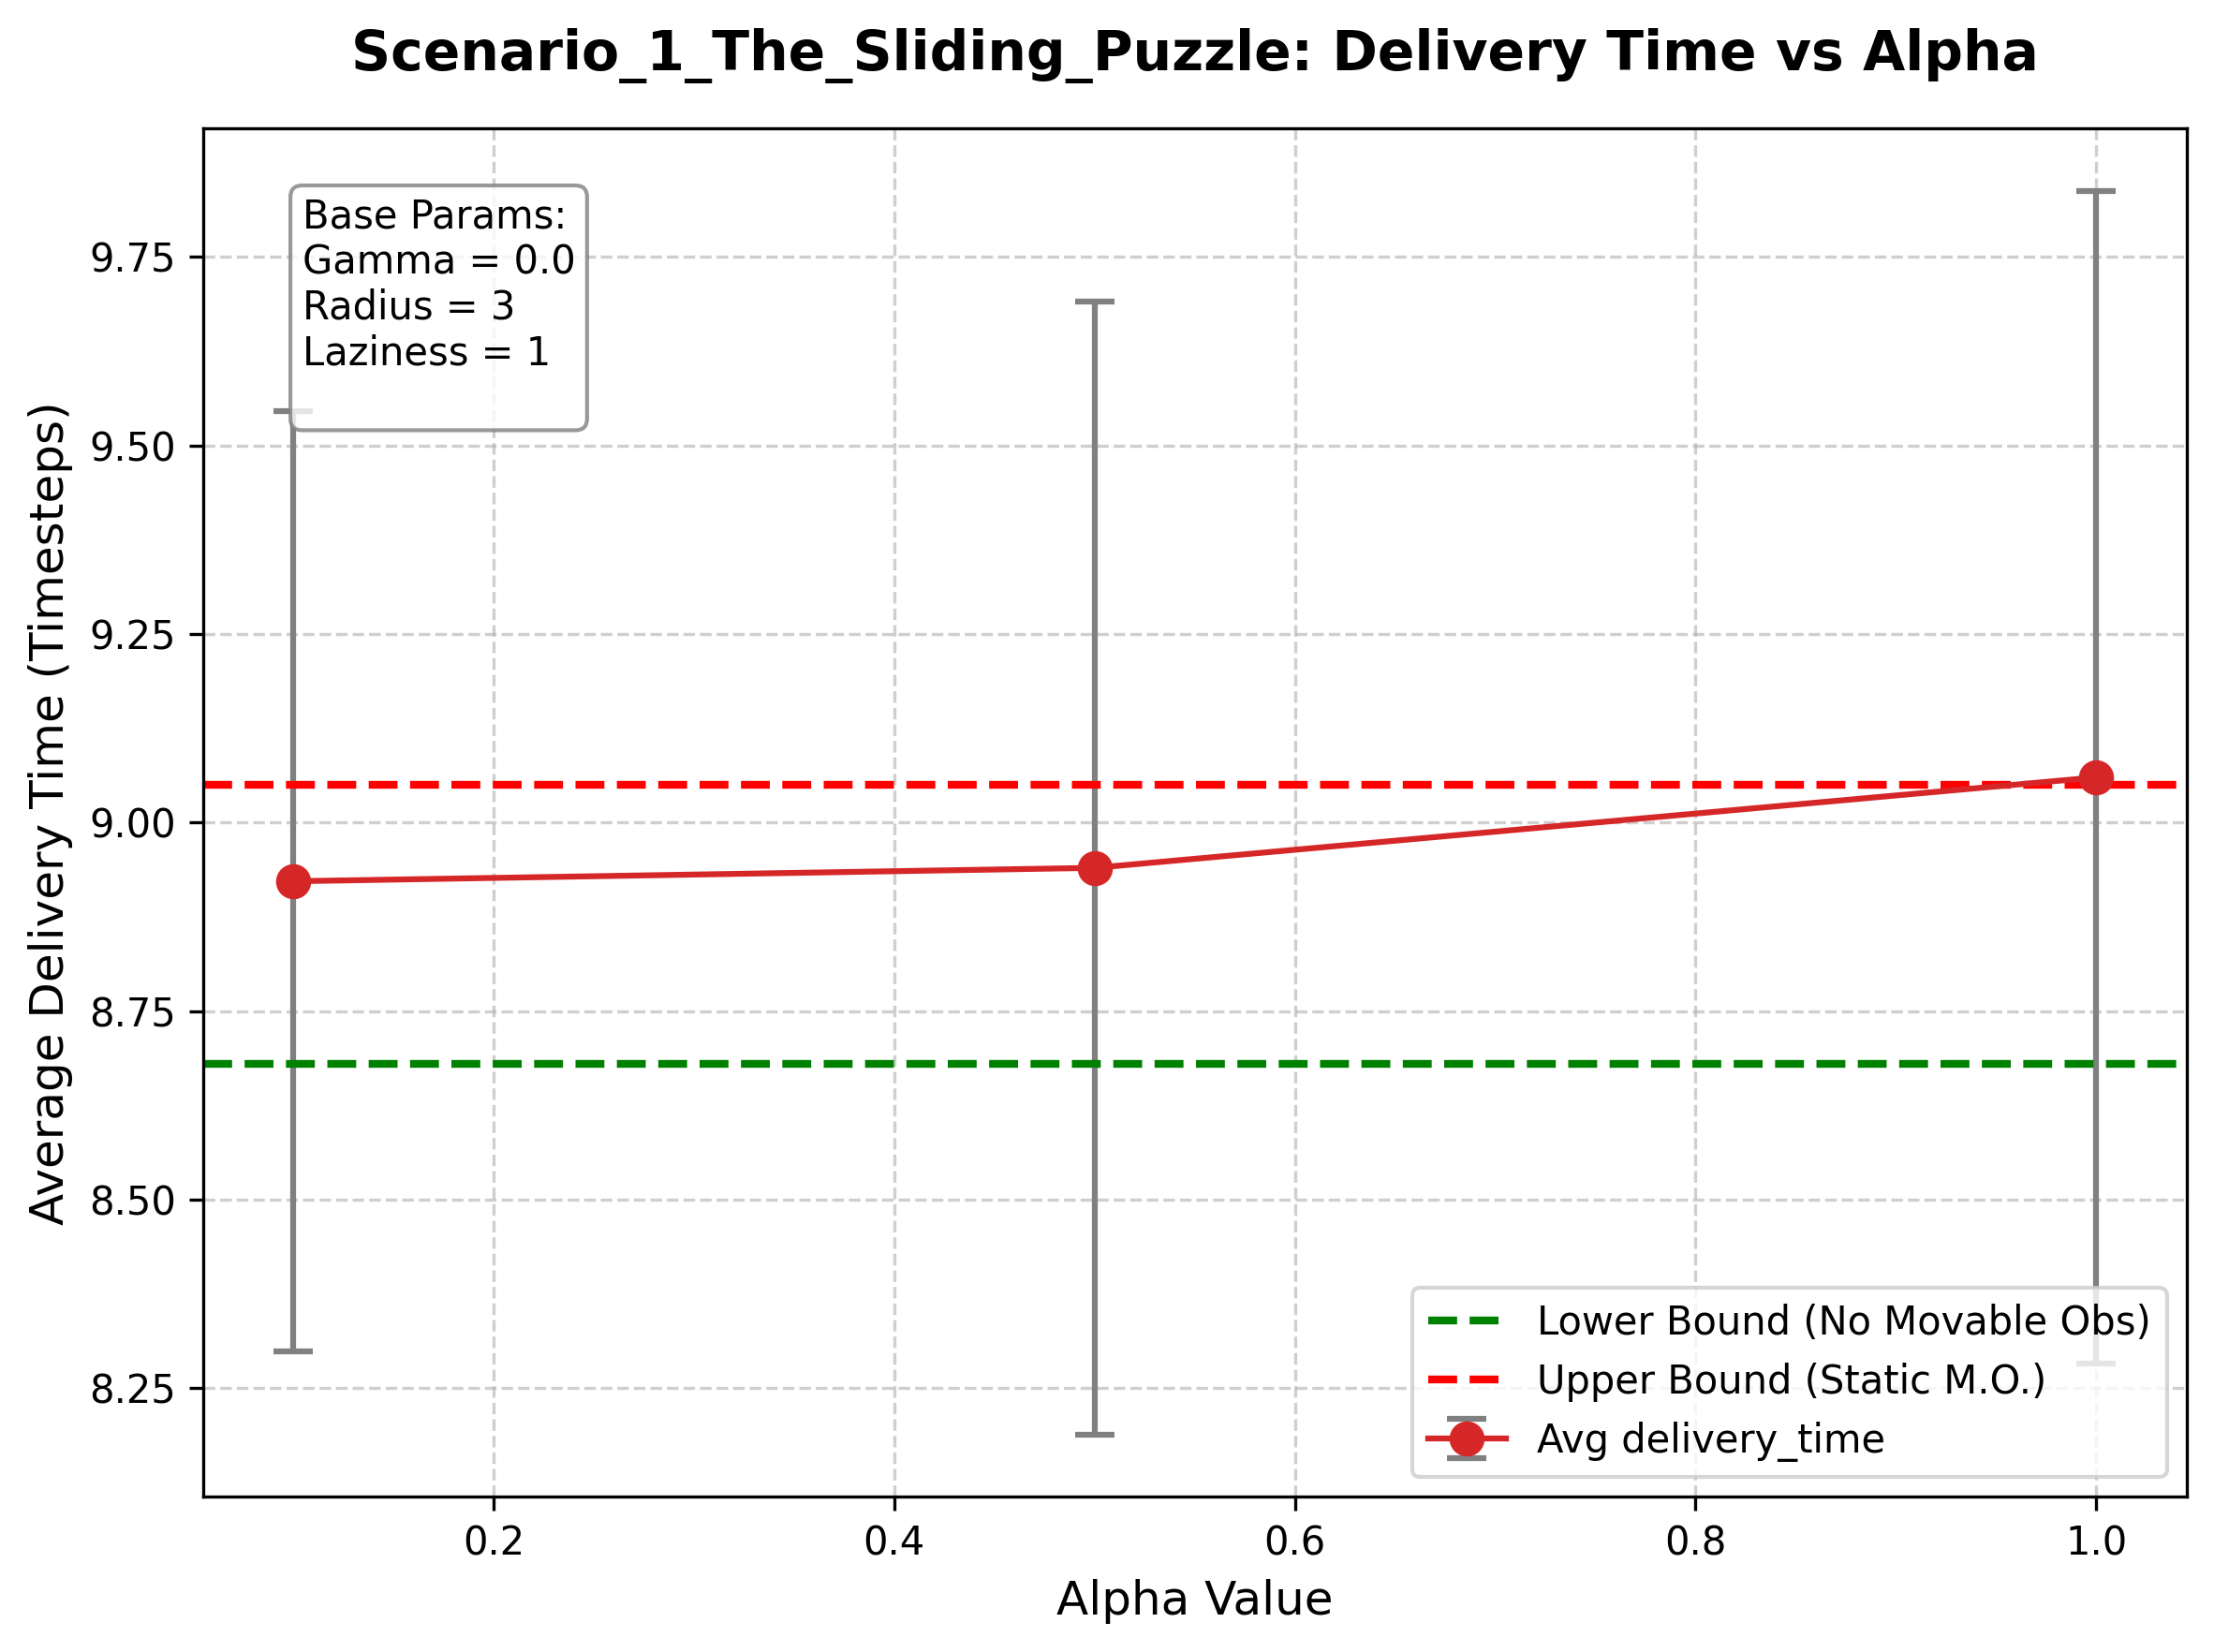 Scenario_1_The_Sliding_Puzzle: Delivery Time vs Alpha
Average Delivery Time (Timesteps)
9.75
9.50
9.25
9.00
8.75
8.50
8.25
Base Params:
Gamma = 0.0
Radius = 3
Laziness = 1
Lower Bound (No Movable Obs)
Upper Bound (Static M.O.)
Avg delivery_time
0.2 0.4 0.6 0.8 1.0
Alpha Value